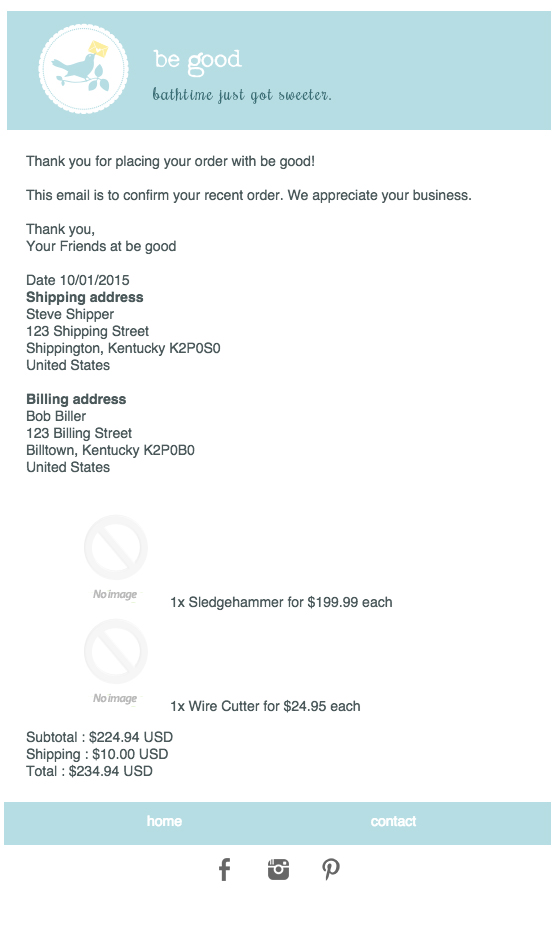 be good
bathtime just got sweeter.
Thank you for placing your order with be good!
This email is to confirm your recent order. We appreciate your business.
Thank you,
Your Friends at be good
Date 10/01/2015
Shipping address
Steve Shipper
123 Shipping Street
Shippington, Kentucky K2P0S0
United States
Billing address
Bob Biller
123 Billing Street
Billtown, Kentucky K2P0B0
United States
No image
1x Sledgehammer for $199.99 each
No image
1x Wire Cutter for $24.95 each
Subtotal : $224.94 USD
Shipping : $10.00 USD
Total : $234.94 USD
home contact